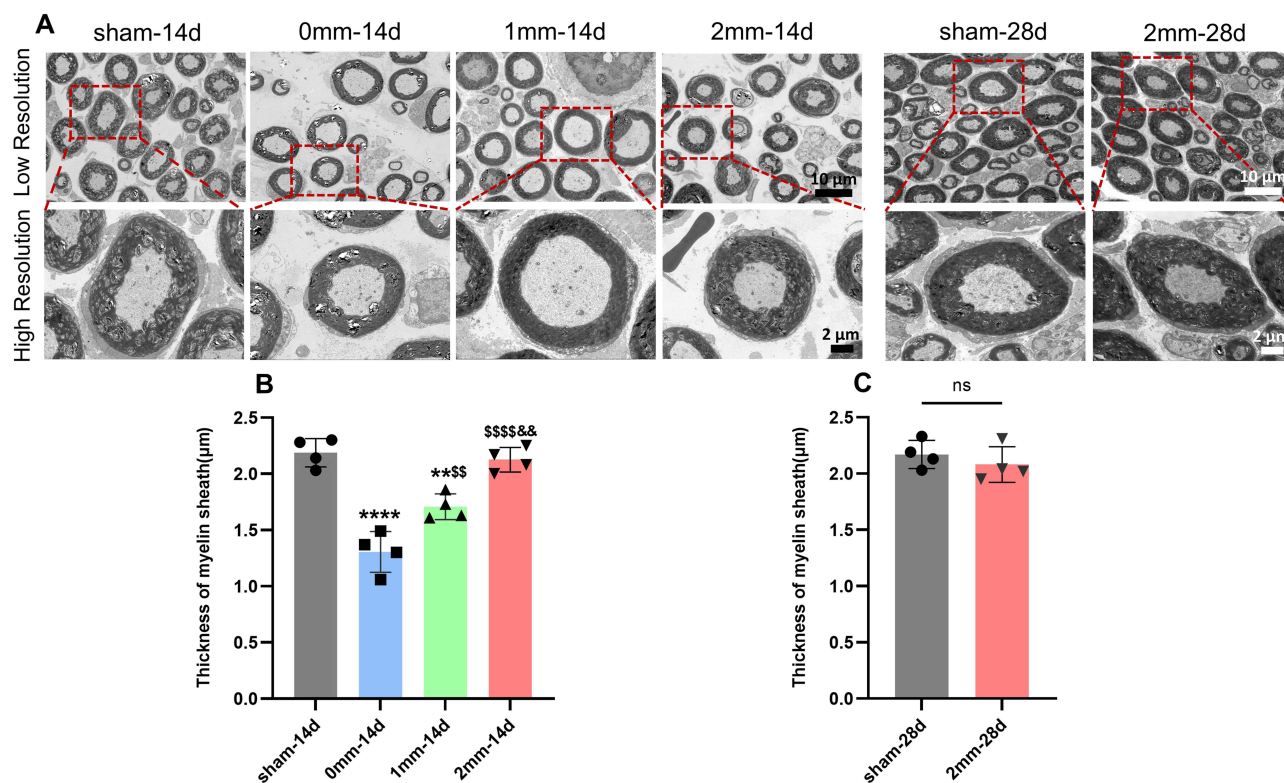 A
sham-14d 0mm-14d 1mm-14d 2mm-14d sham-28d 2mm-28d
Low Resolution
10 µm
10 µm
High Resolution
2 µm
2 µm
B
Thickness of myelin sheath(µm)
2.5
2.0
1.5
1.0
0.5
0.0
****
**$$
$$$$&&
sham-14d
0mm-14d
1mm-14d
2mm-14d
C
ns
Thickness of myelin sheath(µm)
2.5
2.0
1.5
1.0
0.5
0.0
sham-28d
2mm-28d